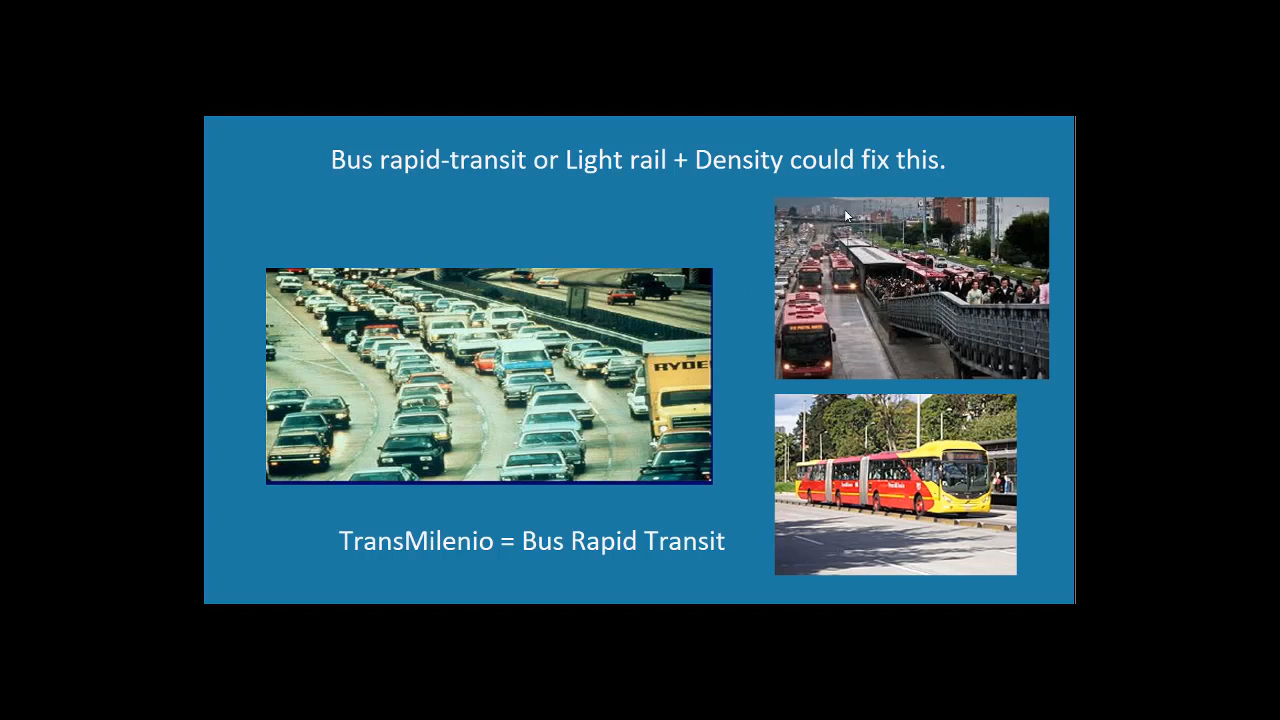 Bus rapid-transit or Light rail + Density could fix this.
RYDE
TransMilenio = Bus Rapid Transit